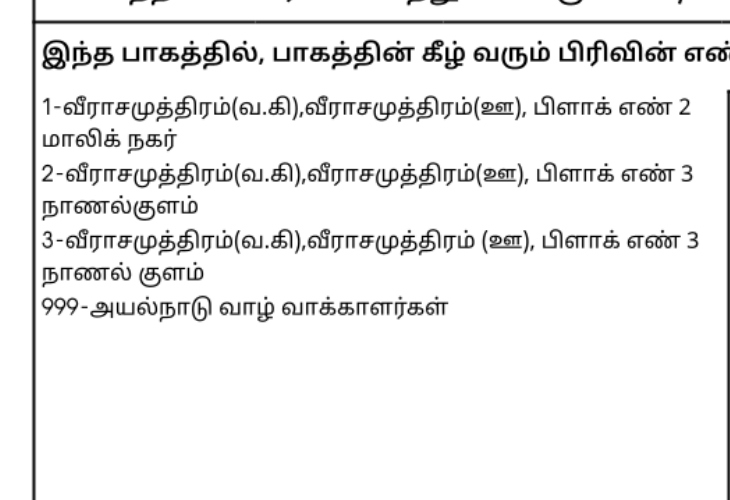 இந்த பாகத்தில், பாகத்தின் கீழ் வரும் பிரிவின் எண்
1-வீராசமுத்திரம்(வ.கி),வீராசமுத்திரம்(ஊ), பிளாக் எண் 2
மாலிக் நகர்
2-வீராசமுத்திரம்(வ.கி),வீராசமுத்திரம்(ஊ), பிளாக் எண் 3
நாணல்குளம்
3-வீராசமுத்திரம்(வ.கி),வீராசமுத்திரம் (ஊ), பிளாக் எண் 3
நாணல் குளம்
999-அயல்நாடு வாழ் வாக்காளர்கள்